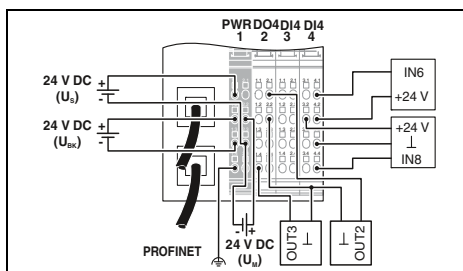 PWR DO4 DI4 DI4
1 2 3 4
24 V DC
(US)
+
-
24 V DC
(UBK)
+
-
IN6
+24 V
+24 V
⊥
IN8
PROFINET
- +
24 V DC
(UM)
OUT3
⊥
⊥
OUT2